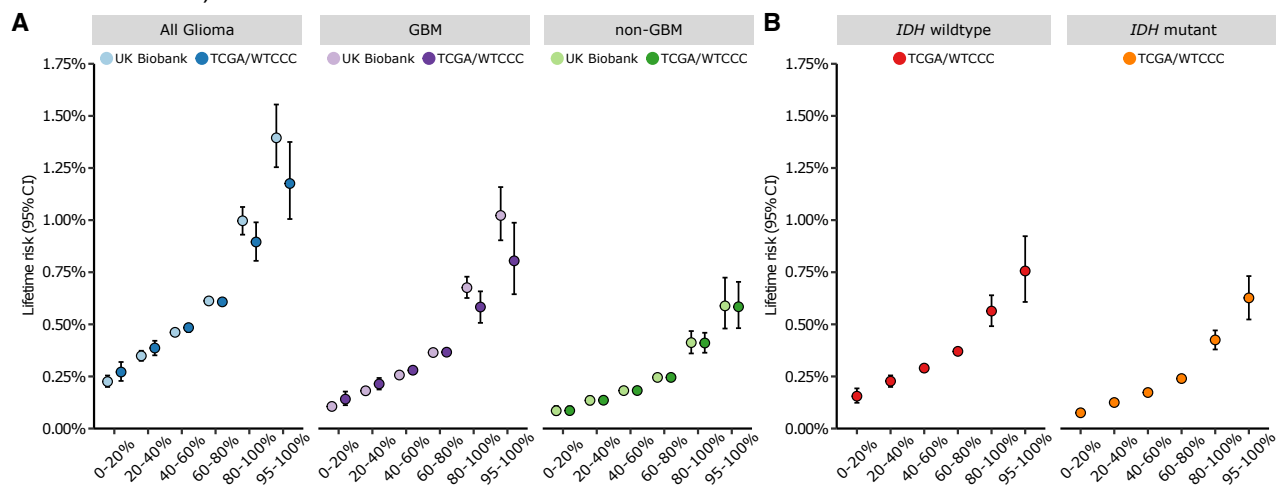 A
All Glioma
GBM
non-GBM
B
IDH wildtype
IDH mutant
UK Biobank
TCGA/WTCCC
UK Biobank
TCGA/WTCCC
UK Biobank
TCGA/WTCCC
TCGA/WTCCC
TCGA/WTCCC
Lifetime risk (95% CI)
1.75%
1.50%
1.25%
1.00%
0.75%
0.50%
0.25%
0.00%
0-20%
20-40%
40-60%
60-80%
80-100%
95-100%
0-20%
20-40%
40-60%
60-80%
80-100%
95-100%
0-20%
20-40%
40-60%
60-80%
80-100%
95-100%
Lifetime risk (95% CI)
1.75%
1.50%
1.25%
1.00%
0.75%
0.50%
0.25%
0.00%
0-20%
20-40%
40-60%
60-80%
80-100%
95-100%
0-20%
20-40%
40-60%
60-80%
80-100%
95-100%